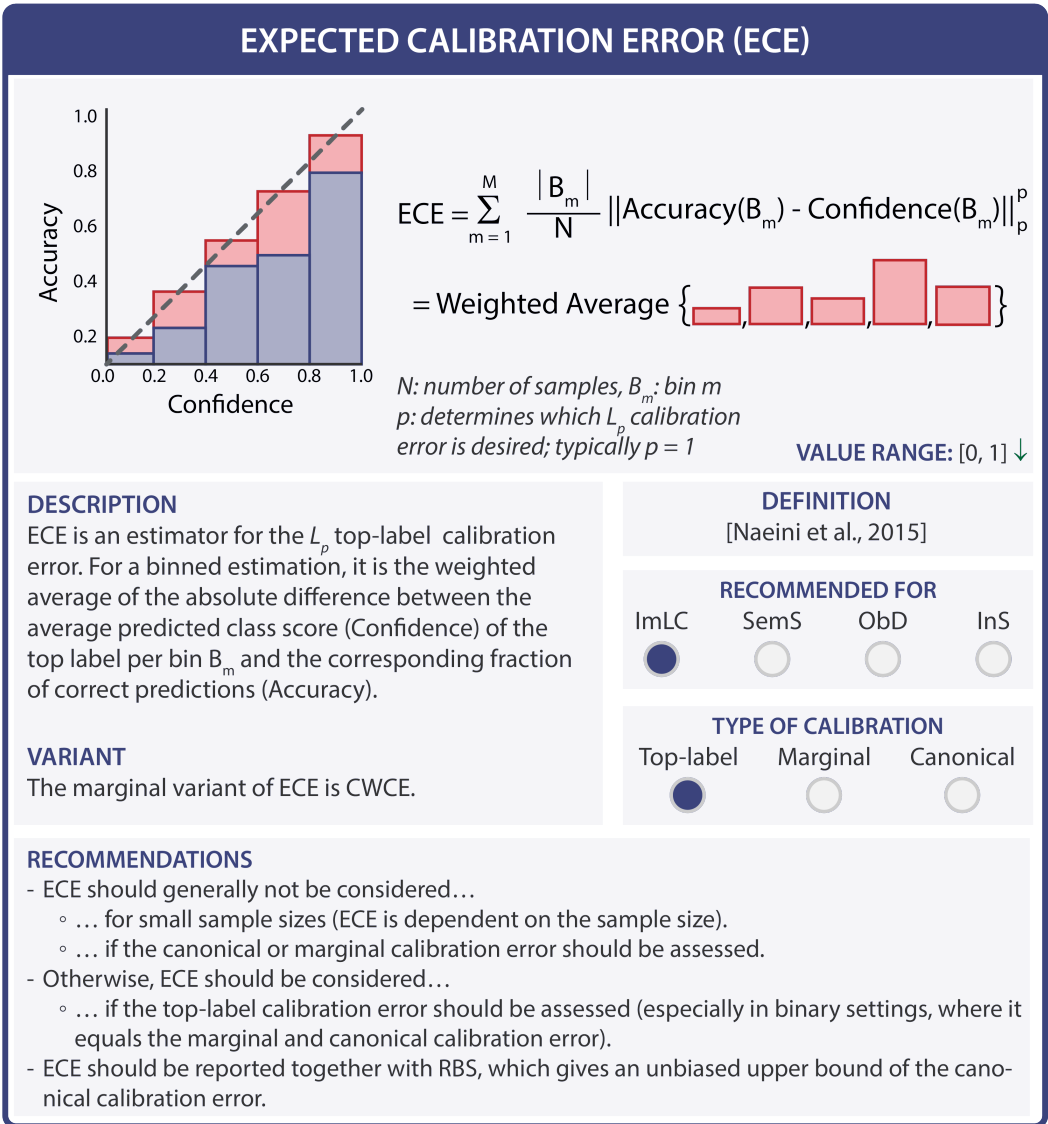 EXPECTED CALIBRATION ERROR (ECE)
Accuracy
1.0
0.8
0.6
0.4
0.2
0.0 0.2 0.4 0.6 0.8 1.0
Confidence
ECE = Σ_{m = 1}^{M} |B_m| / N ||Accuracy(B_m) - Confidence(B_m)||_p^p
= Weighted Average { , , , , }
N: number of samples, B_m: bin m
p: determines which L_p calibration
error is desired; typically p = 1
VALUE RANGE: [0, 1] ↓
DESCRIPTION
ECE is an estimator for the L_p top-label calibration
error. For a binned estimation, it is the weighted
average of the absolute difference between the
average predicted class score (Confidence) of the
top label per bin B_m and the corresponding fraction
of correct predictions (Accuracy).
VARIANT
The marginal variant of ECE is CWCE.
DEFINITION
[Naeini et al., 2015]
RECOMMENDED FOR
ImLC SemS ObD InS
TYPE OF CALIBRATION
Top-label Marginal Canonical
RECOMMENDATIONS
- ECE should generally not be considered…
◦ … for small sample sizes (ECE is dependent on the sample size).
◦ … if the canonical or marginal calibration error should be assessed.
- Otherwise, ECE should be considered…
◦ … if the top-label calibration error should be assessed (especially in binary settings, where it
equals the marginal and canonical calibration error).
- ECE should be reported together with RBS, which gives an unbiased upper bound of the cano-
nical calibration error.